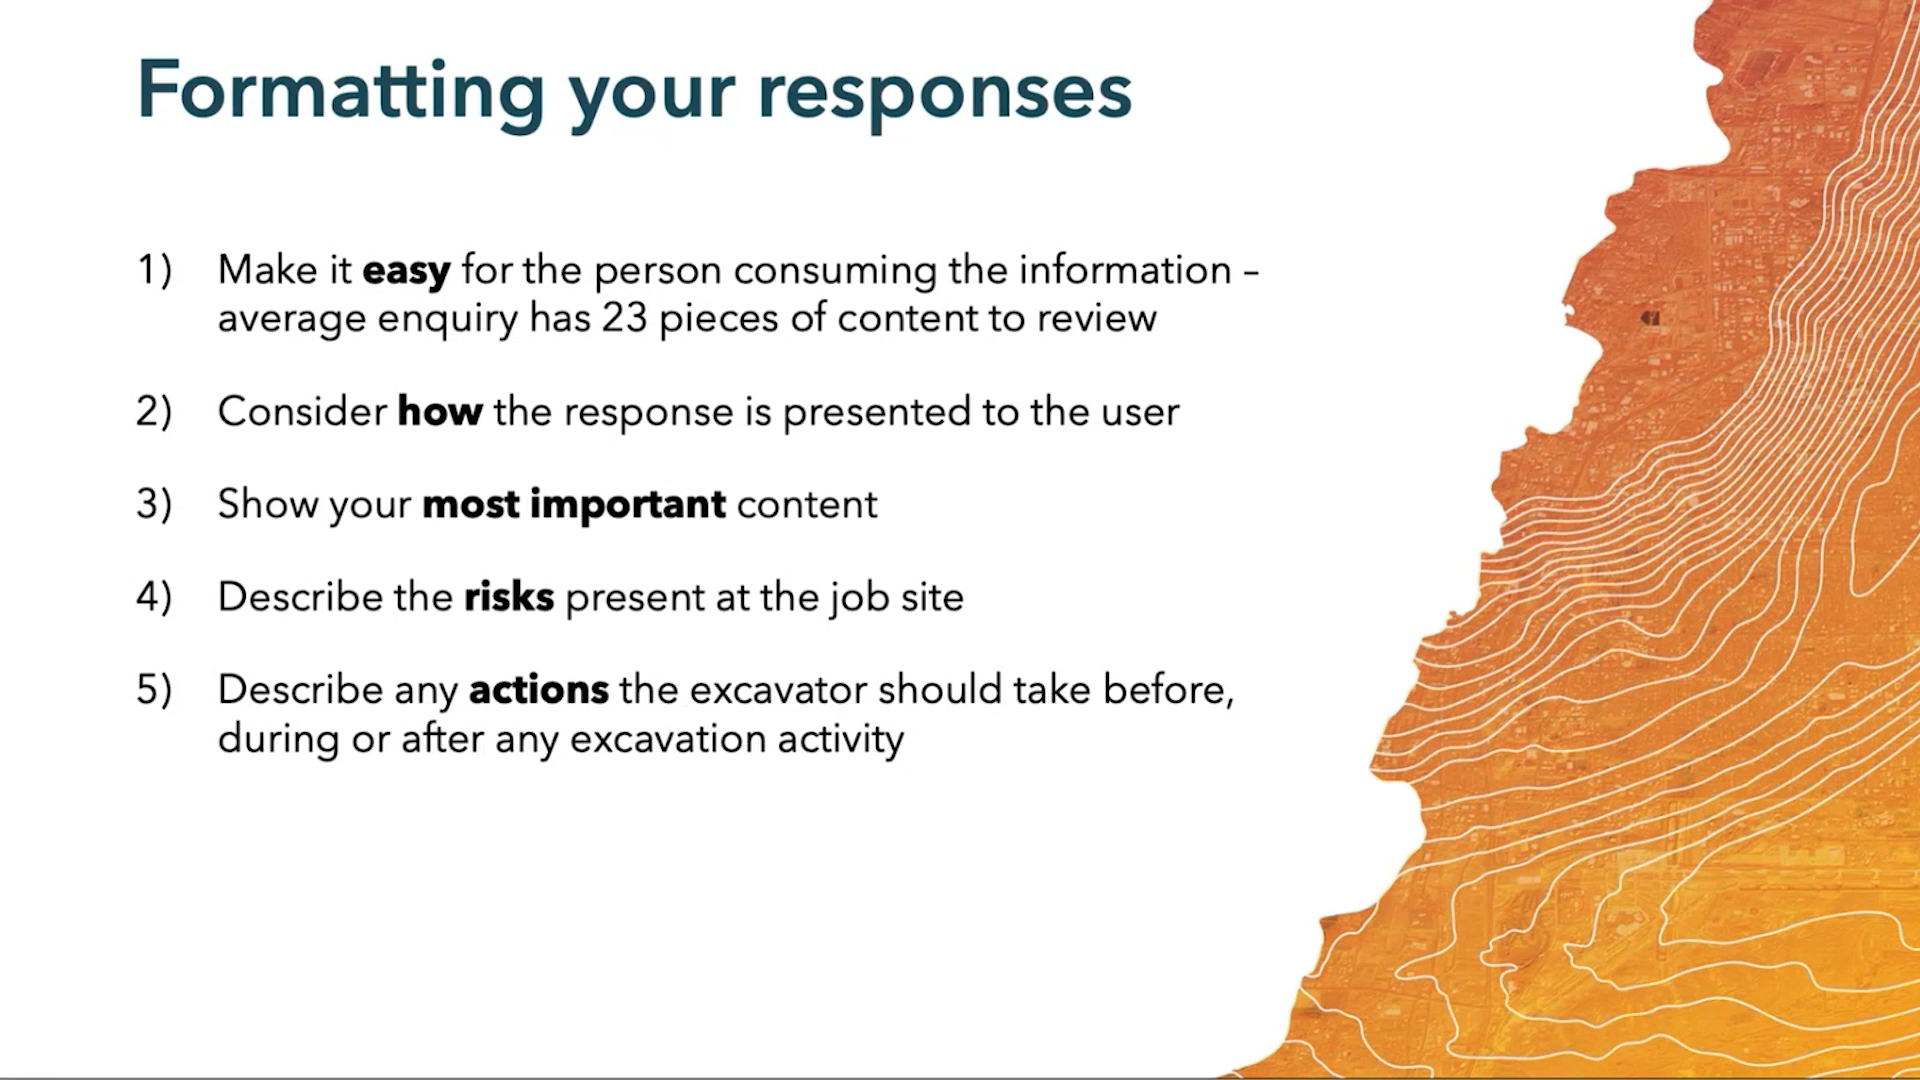 Formatting your responses
1) Make it easy for the person consuming the information –
average enquiry has 23 pieces of content to review
2) Consider how the response is presented to the user
3) Show your most important content
4) Describe the risks present at the job site
5) Describe any actions the excavator should take before,
during or after any excavation activity